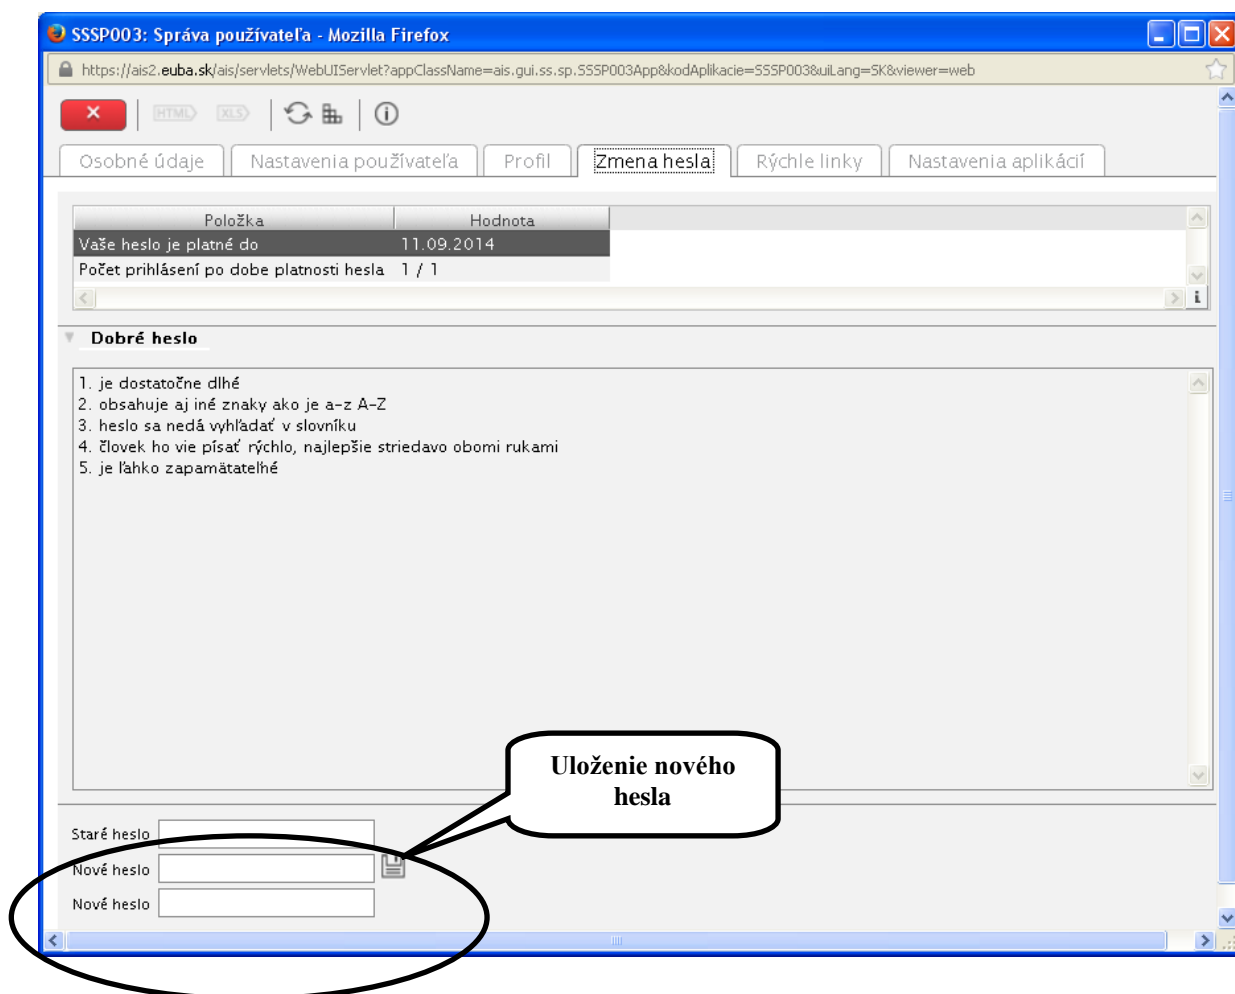 SSSP003: Správa používateľa - Mozilla Firefox
https://ais2.euba.sk/ais/servlets/WebUIServlet?appClassName=ais.gui.ss.sp.SSSP003App&kodAplikacie=SSSP003&uiLang=SK&viewer=web
HTML XLS
Osobné údaje Nastavenia používateľa Profil Zmena hesla Rýchle linky Nastavenia aplikácií
Položka Hodnota
Vaše heslo je platné do 11.09.2014
Počet prihlásení po dobe platnosti hesla 1 / 1
Dobré heslo
1. je dostatočne dlhé
2. obsahuje aj iné znaky ako je a-z A-Z
3. heslo sa nedá vyhľadať v slovníku
4. človek ho vie písať rýchlo, najlepšie striedavo obomi rukami
5. je ľahko zapamätateľné
Uloženie nového
hesla
Staré heslo
Nové heslo
Nové heslo